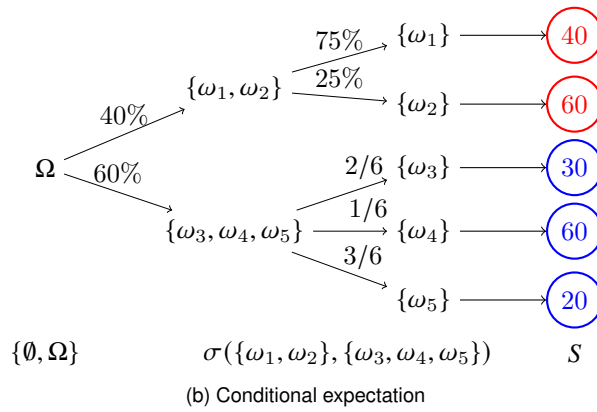 75% {ω₁} 40
{ω₁, ω₂} 25% {ω₂} 60
40%
Ω 60% 2/6 {ω₃} 30
{ω₃, ω₄, ω₅} 1/6 {ω₄} 60
3/6 {ω₅} 20
{∅, Ω} σ({ω₁, ω₂}, {ω₃, ω₄, ω₅}) S
(b) Conditional expectation